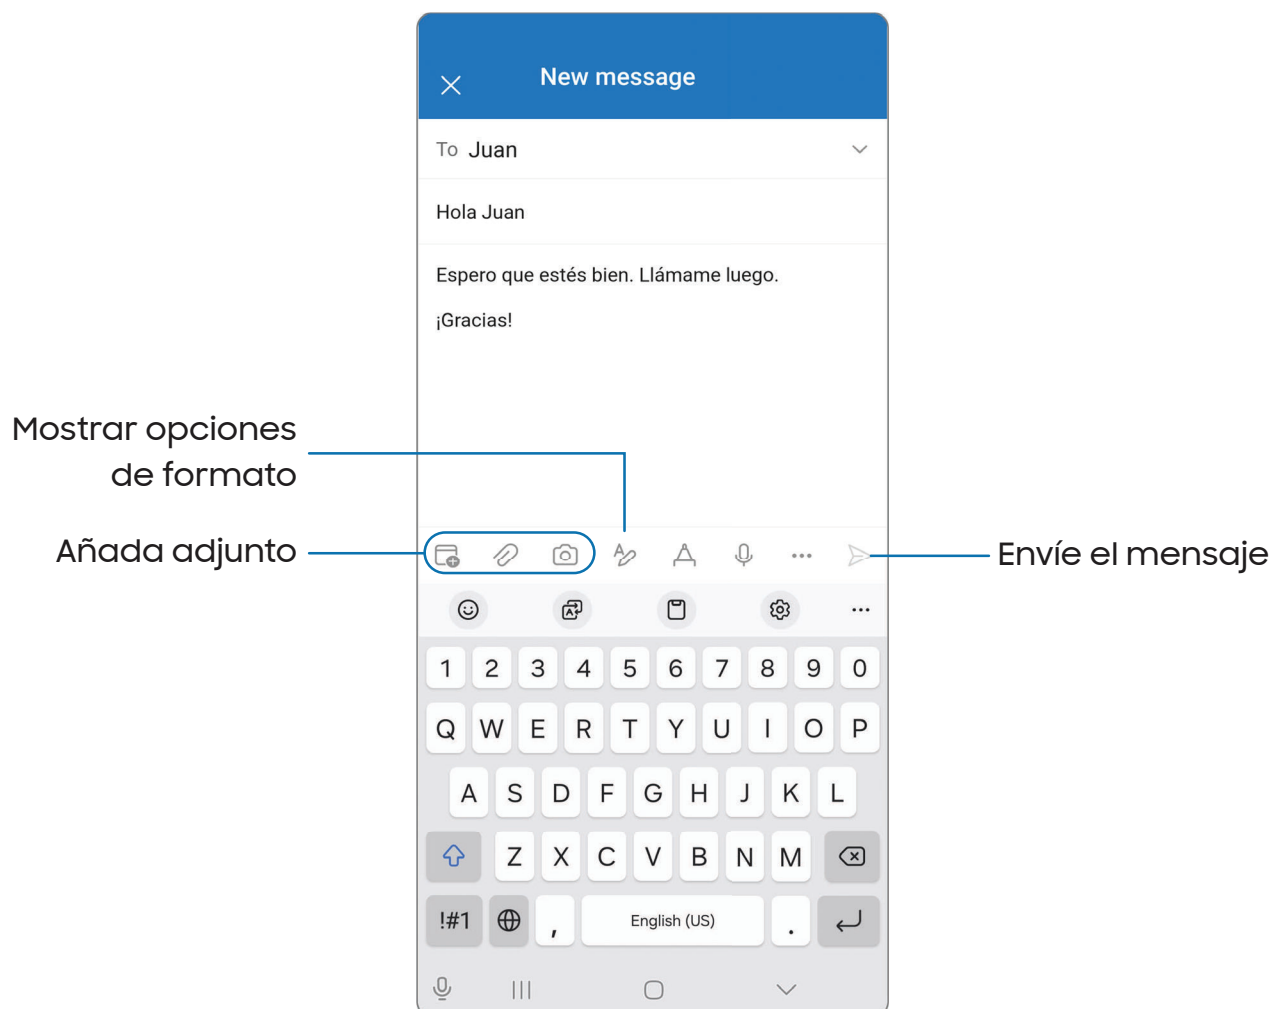 New message
To Juan
Hola Juan
Espero que estés bien. Llámame luego.
¡Gracias!
Mostrar opciones
de formato
Añada adjunto
Envíe el mensaje
1 2 3 4 5 6 7 8 9 0
Q W E R T Y U I O P
A S D F G H J K L
Z X C V B N M
!#1 , English (US) .